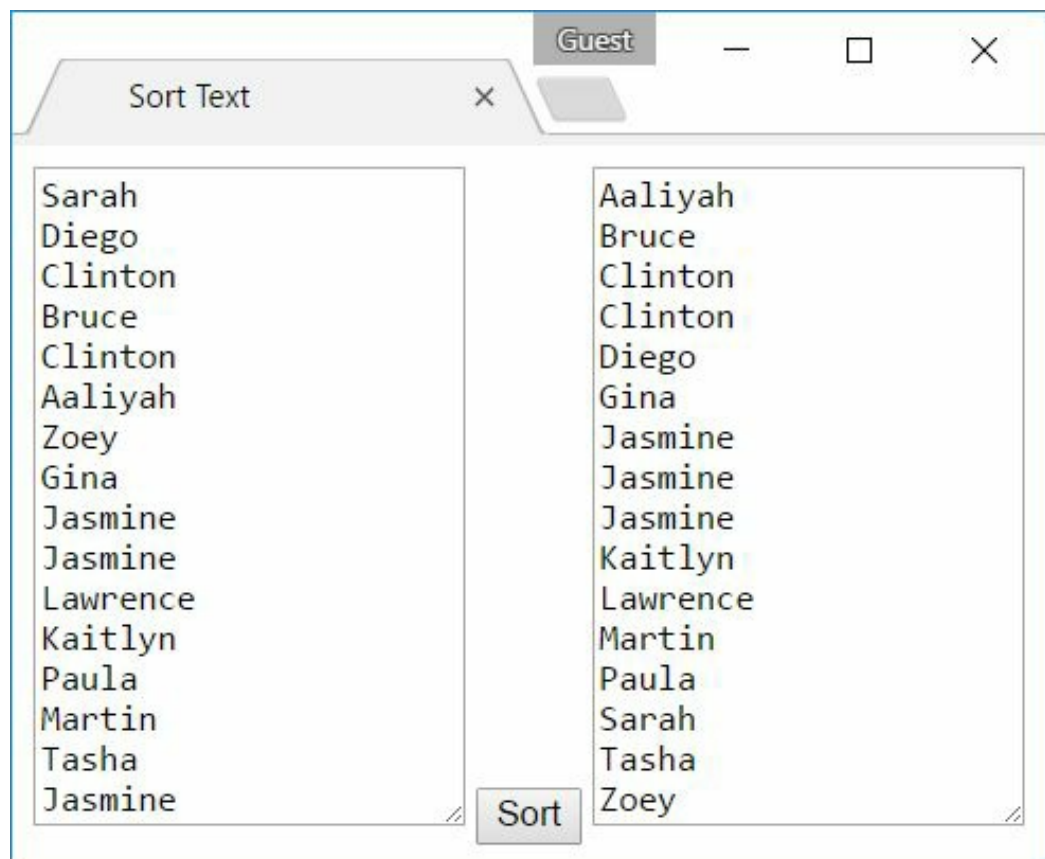 Guest
Sort Text
Sarah
Diego
Clinton
Bruce
Clinton
Aaliyah
Zoey
Gina
Jasmine
Jasmine
Lawrence
Kaitlyn
Paula
Martin
Tasha
Jasmine
Sort
Aaliyah
Bruce
Clinton
Clinton
Diego
Gina
Jasmine
Jasmine
Jasmine
Kaitlyn
Lawrence
Martin
Paula
Sarah
Tasha
Zoey